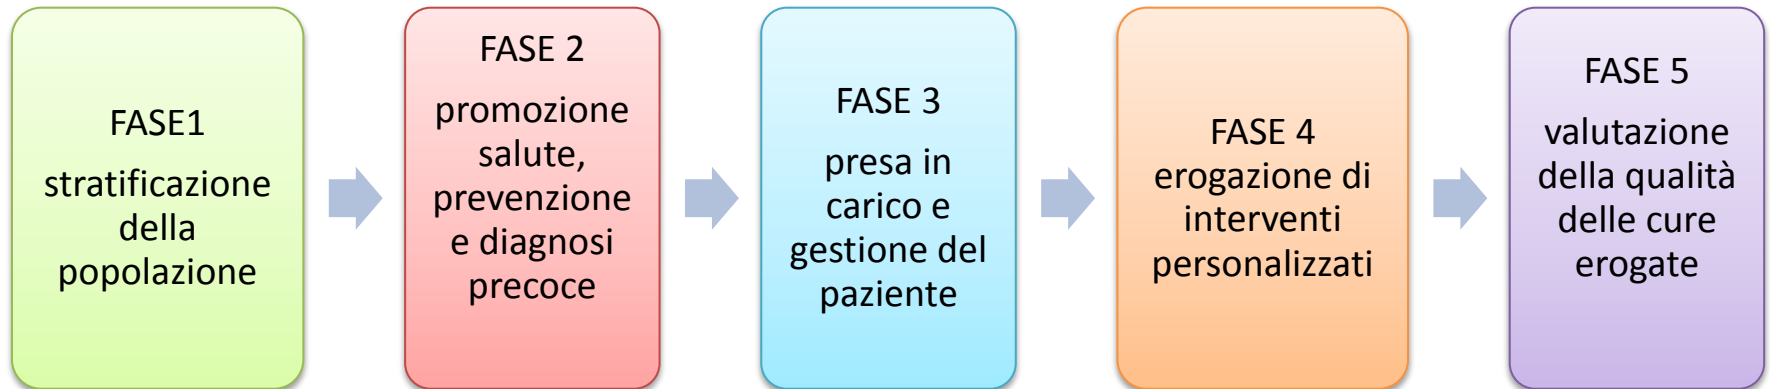 FASE1
stratificazione
della
popolazione
FASE 2
promozione
salute,
prevenzione
e diagnosi
precoce
FASE 3
presa in
carico e
gestione del
paziente
FASE 4
erogazione di
interventi
personalizzati
FASE 5
valutazione
della qualità
delle cure
erogate